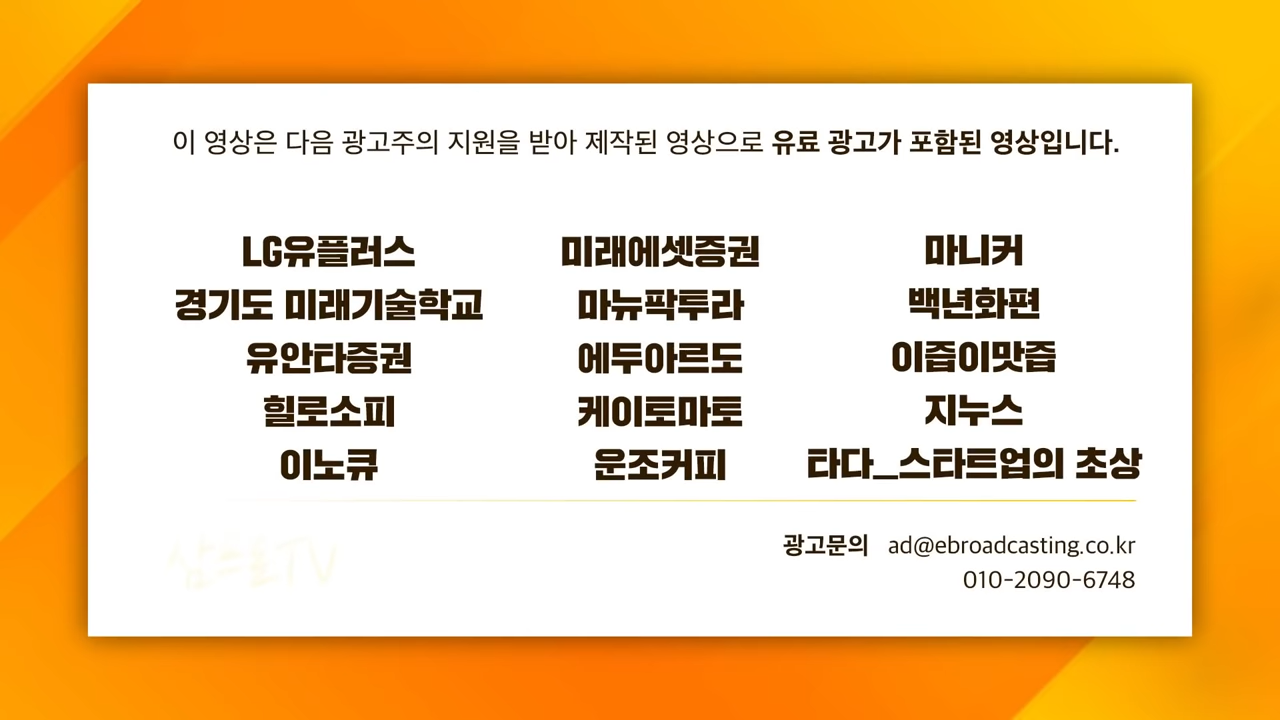 이 영상은 다음 광고주의 지원을 받아 제작된 영상으로 유료 광고가 포함된 영상입니다.
LG유플러스
경기도 미래기술학교
유안타증권
힐로소피
이노큐
미래에셋증권
마뉴팍투라
에두아르도
케이토마토
운조커피
마니커
백년화편
이즙이맛즙
지누스
타다_스타트업의 초상
광고문의 ad@ebroadcasting.co.kr
010-2090-6748
삼프로TV